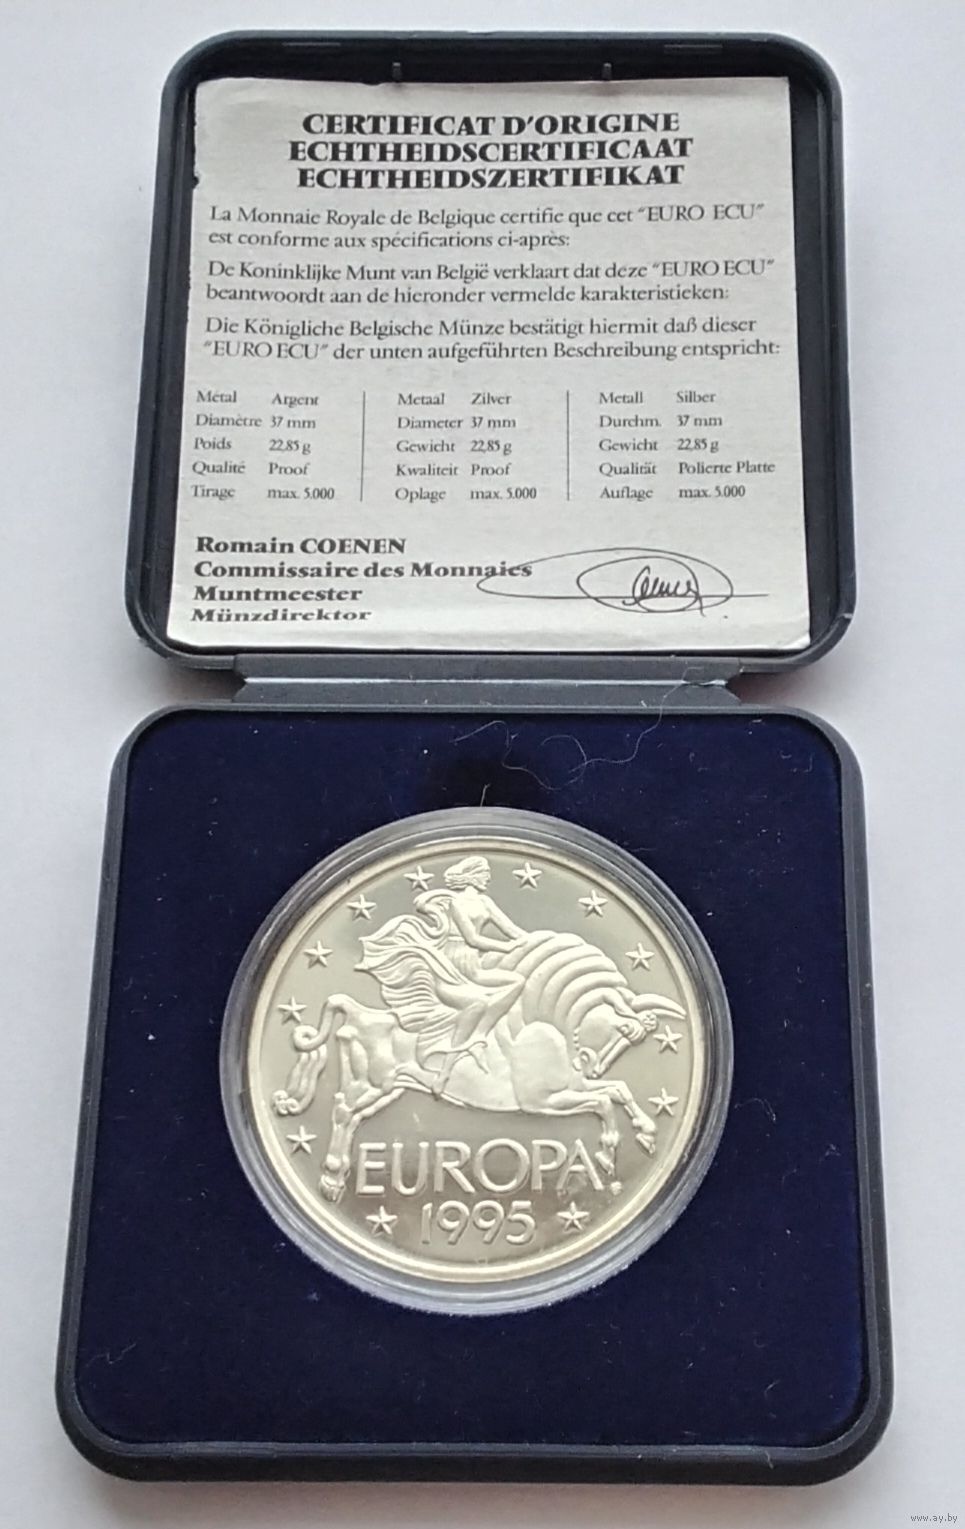 CERTIFICAT D'ORIGINE
ECHTHEIDSCERTIFICAAT
ECHTHEIDSZERTIFIKAT
La Monnaie Royale de Belgique certifie que cet "EURO ECU"
est conforme aux spécifications ci-après:
De Koninklijke Munt van België verklaart dat deze "EURO ECU"
beantwoordt aan de hieronder vermelde karakteristieken:
Die Königliche Belgische Münze bestätigt hiermit daß dieser
"EURO ECU" der unten aufgeführten Beschreibung entspricht:
Métal Argent
Diamètre 37 mm
Poids 22,85 g
Qualité Proof
Tirage max. 5.000
Metaal Zilver
Diameter 37 mm
Gewicht 22,85 g
Kwaliteit Proof
Oplage max. 5.000
Metall Silber
Durchm. 37 mm
Gewicht 22,85 g
Qualität Polierte Platte
Auflage max. 5.000
Romain COENEN
Commissaire des Monnaies
Muntmeester
Münzdirektor
EUROPA
1995
www.ay.by